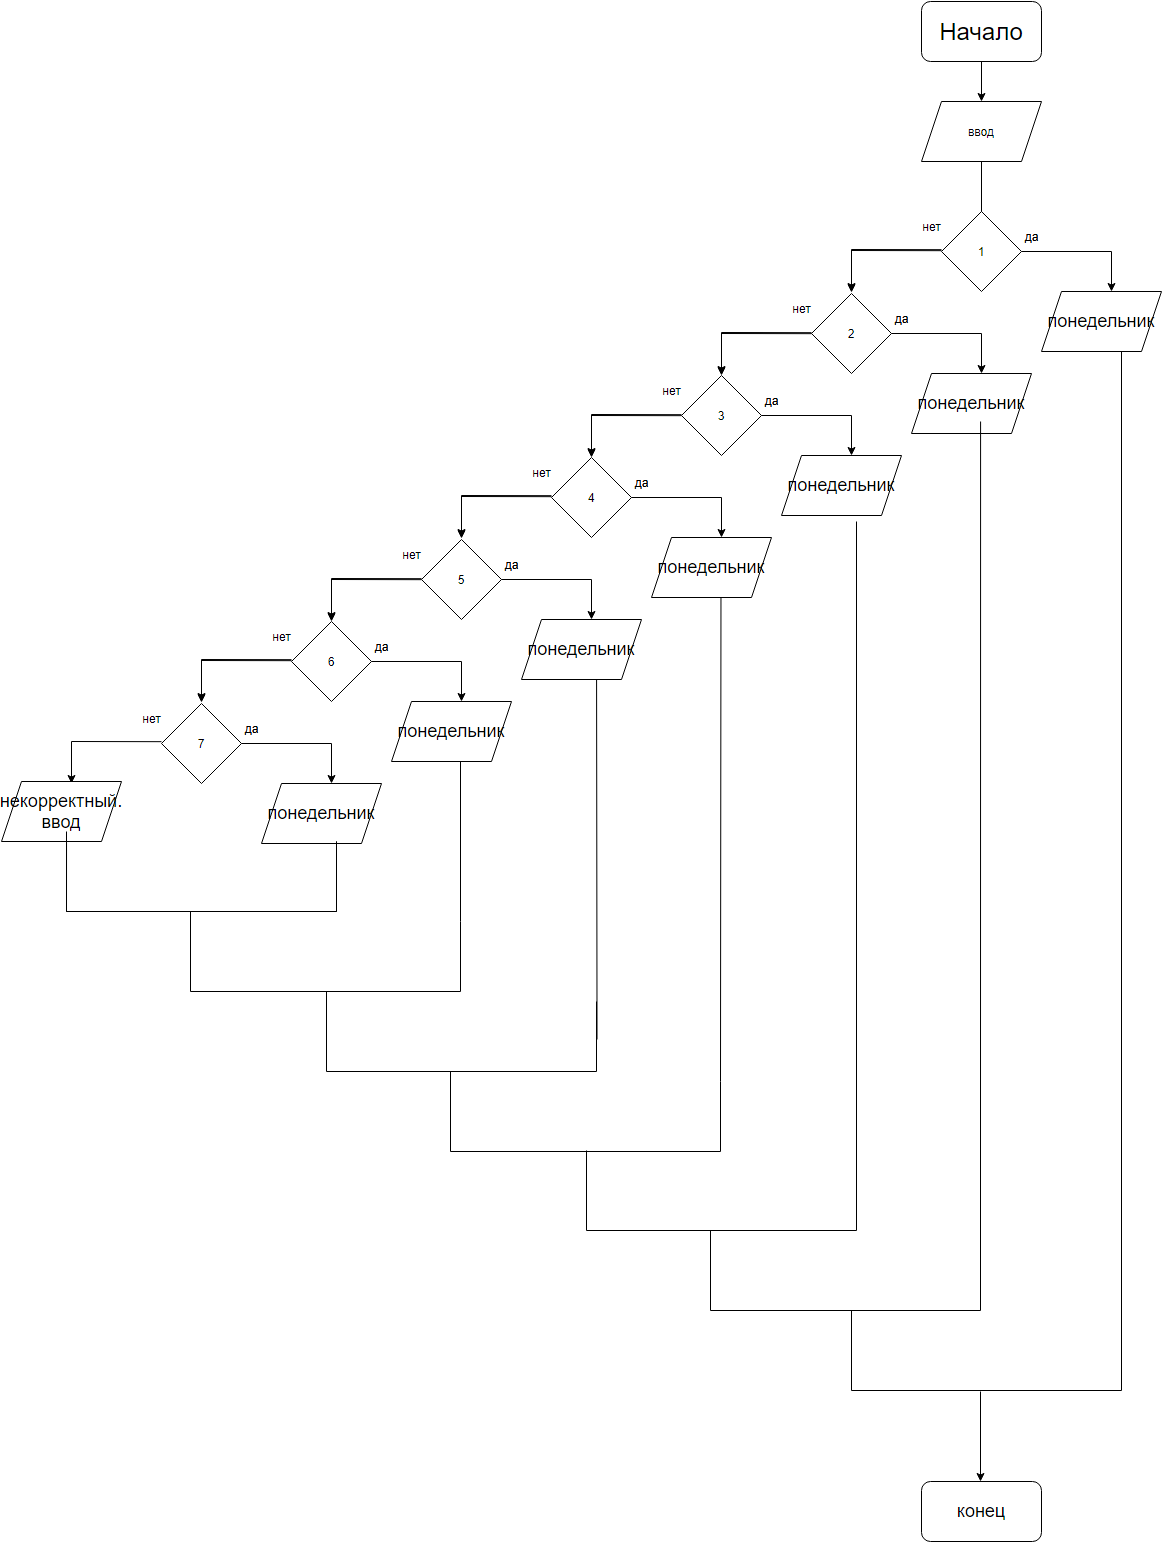 Начало
ввод
нет
да
1
понедельник
нет
да
2
понедельник
нет
да
3
понедельник
нет
да
4
понедельник
нет
да
5
понедельник
нет
да
6
понедельник
нет
да
7
понедельник
некорректный.
ввод
конец